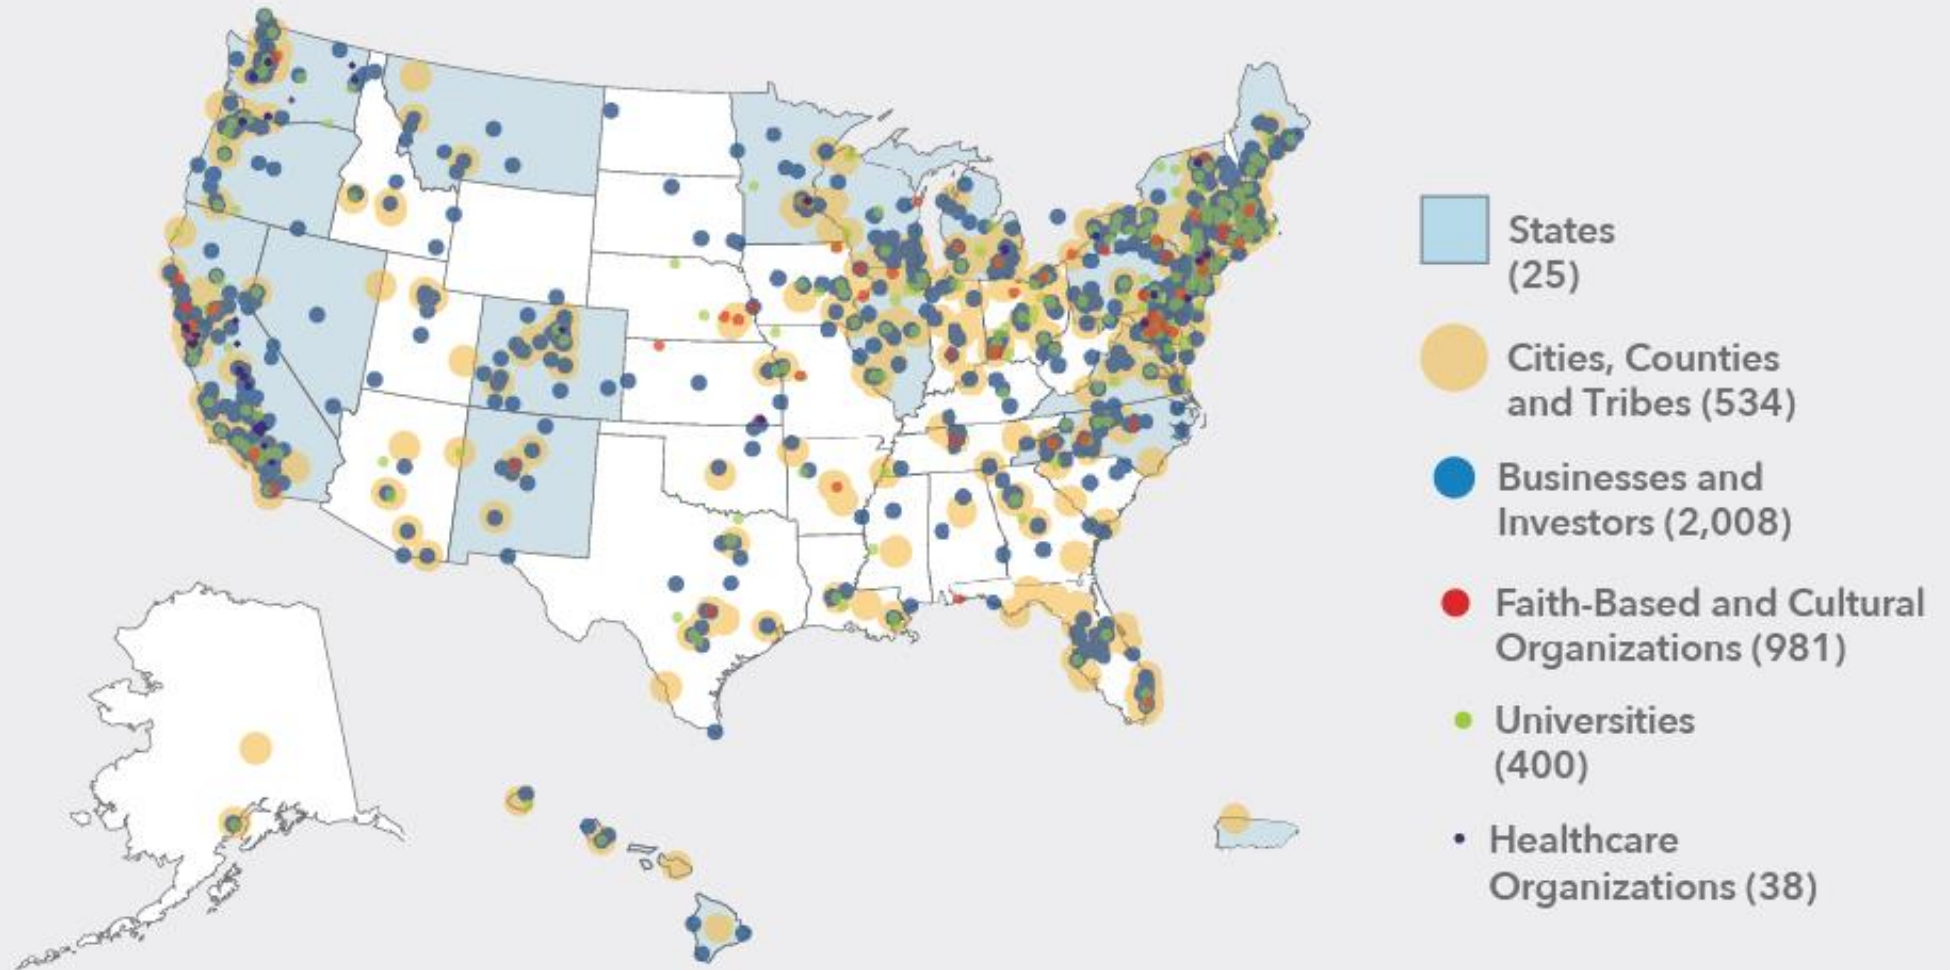 States
(25)
Cities, Counties
and Tribes (534)
Businesses and
Investors (2,008)
Faith-Based and Cultural
Organizations (981)
Universities
(400)
Healthcare
Organizations (38)